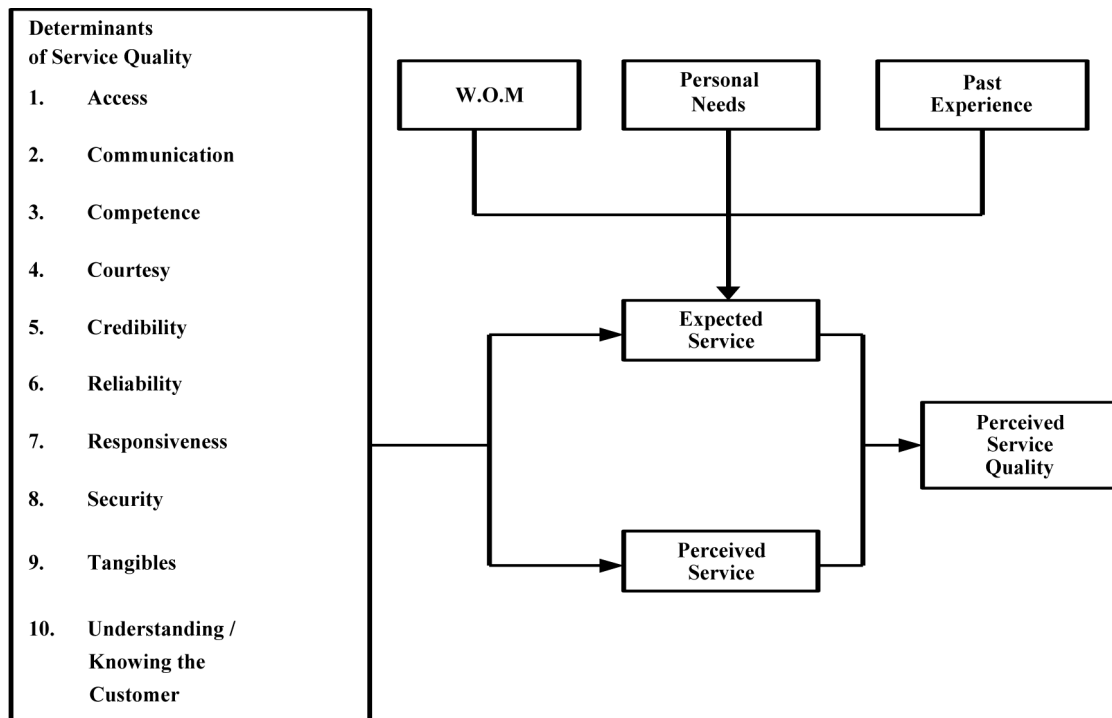 Determinants
of Service Quality
1. Access
2. Communication
3. Competence
4. Courtesy
5. Credibility
6. Reliability
7. Responsiveness
8. Security
9. Tangibles
10. Understanding /
Knowing the
Customer
W.O.M
Personal
Needs
Past
Experience
Expected
Service
Perceived
Service
Perceived
Service
Quality